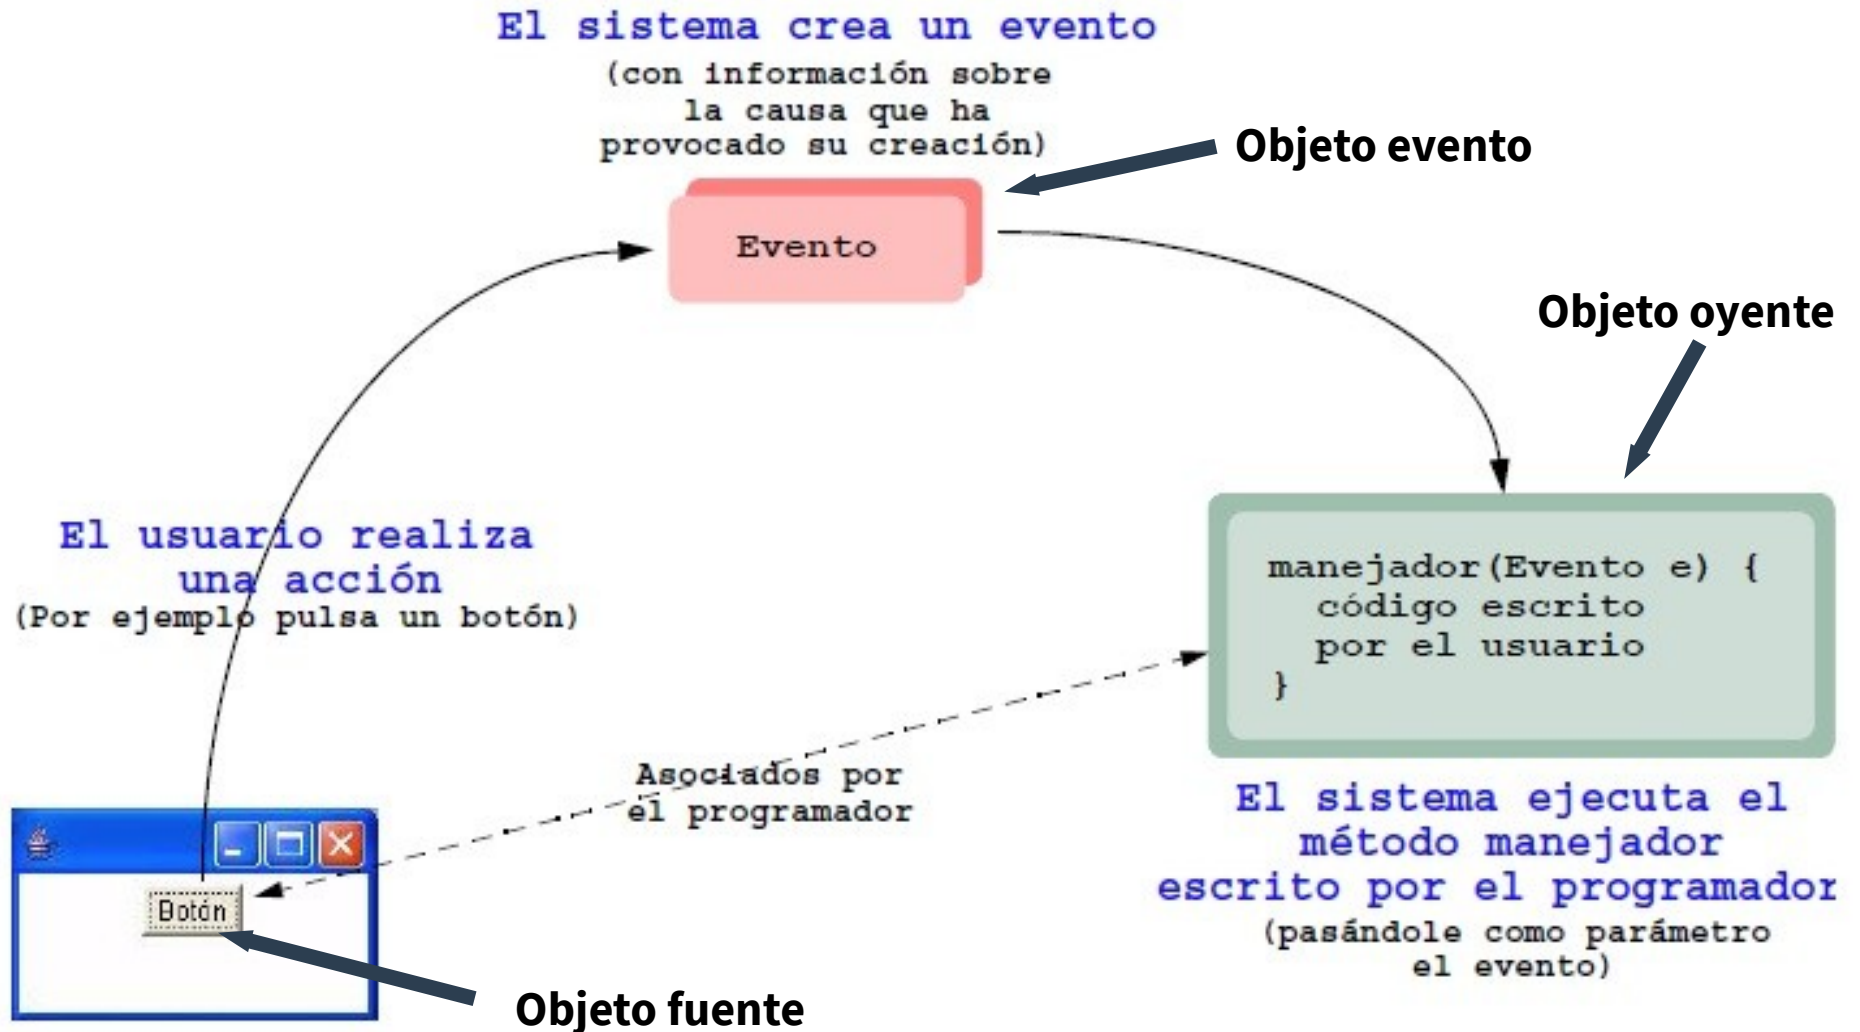 El sistema crea un evento
(con información sobre
la causa que ha
provocado su creación)
Objeto evento
Evento
Objeto oyente
El usuario realiza
una acción
(Por ejemplo pulsa un botón)
manejador(Evento e) {
código escrito
por el usuario
}
Asociados por
el programador
El sistema ejecuta el
método manejador
escrito por el programador
(pasándole como parámetro
el evento)
Botón
Objeto fuente